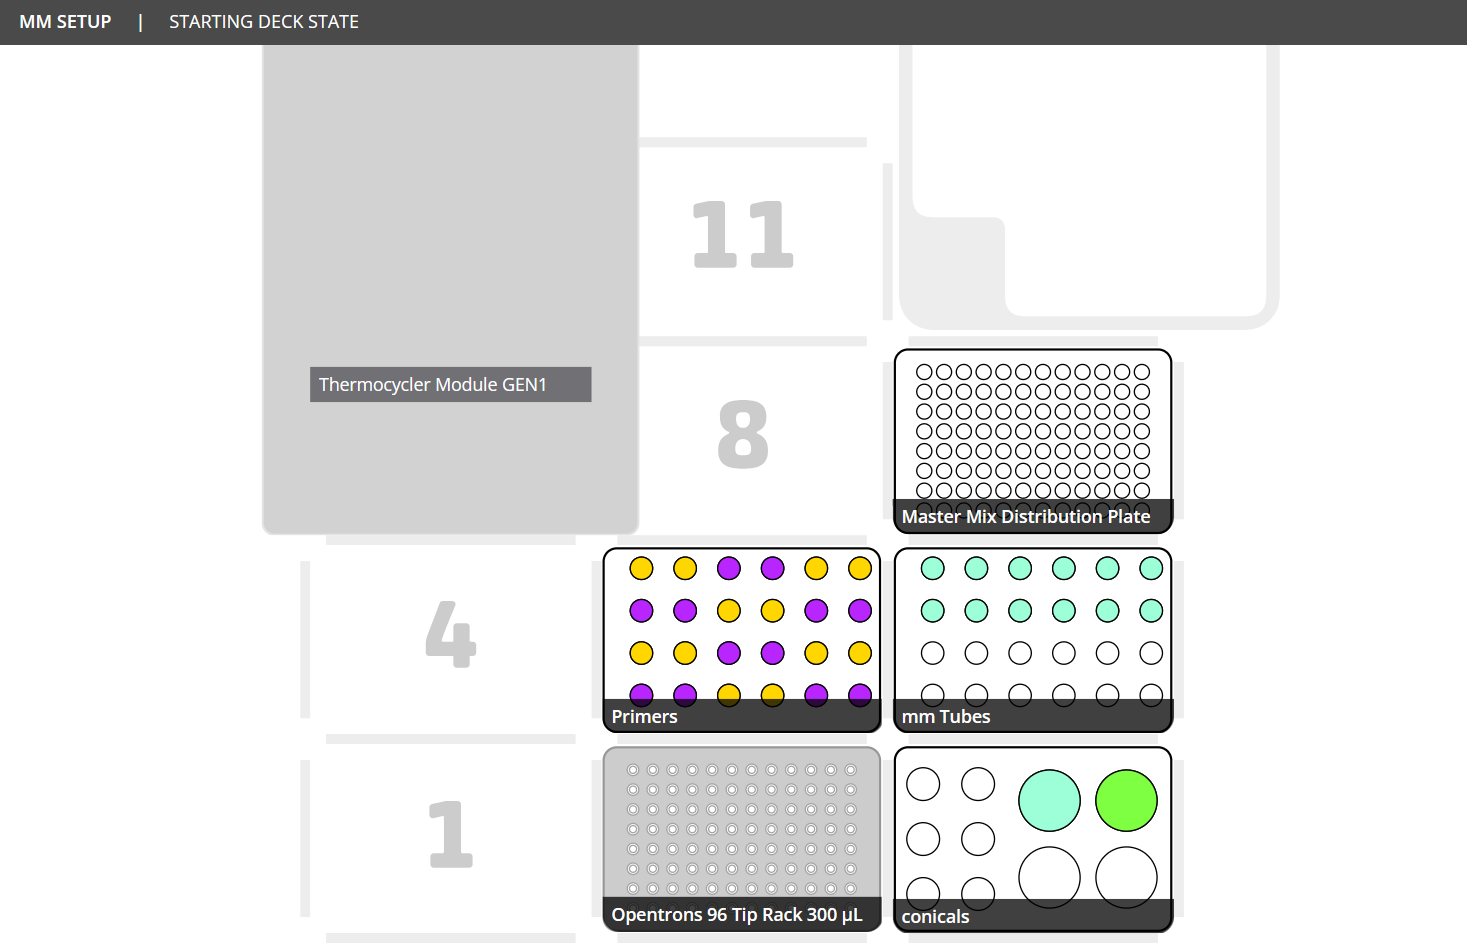 MM SETUP | STARTING DECK STATE
11
Thermocycler Module GEN1
8
Master Mix Distribution Plate
4
Primers
mm Tubes
1
Opentrons 96 Tip Rack 300 µL
conicals